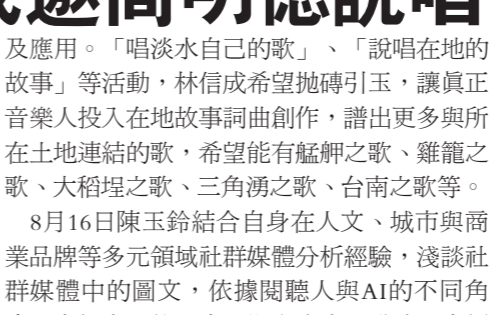 邀簡明德說唱
及應用。「唱淡水自己的歌」、「說唱在地的
故事」等活動，林信成希望拋磚引玉，讓真正
音樂人投入在地故事詞曲創作，譜出更多與所
在土地連結的歌，希望能有艋舺之歌、雞籠之
歌、大稻埕之歌、三角湧之歌、台南之歌等。
8月16日陳玉鈴結合自身在人文、城市與商
業品牌等多元領域社群媒體分析經驗，淺談社
群媒體中的圖文，依據閱聽人與AI的不同角